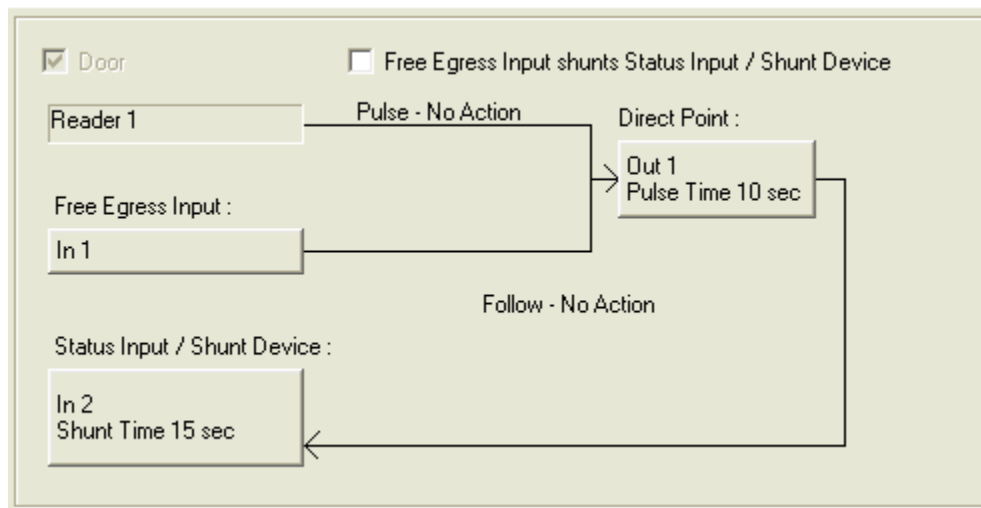 Door
Free Egress Input shunts Status Input / Shunt Device
Reader 1
Pulse - No Action
Direct Point :
Out 1
Pulse Time 10 sec
Free Egress Input :
In 1
Follow - No Action
Status Input / Shunt Device :
In 2
Shunt Time 15 sec